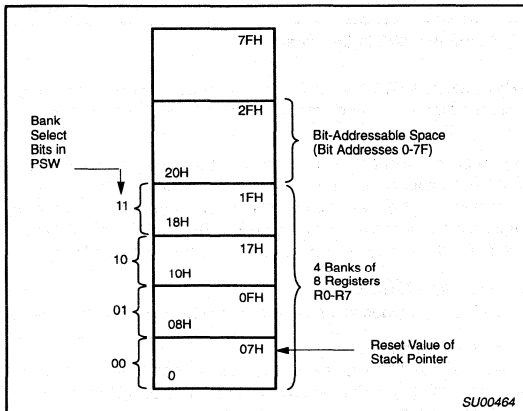 7FH
Bank
Select
Bits in
PSW
2FH
Bit-Addressable Space
(Bit Addresses 0-7F)
20H
11
1FH
18H
10
17H
10H
4 Banks of
8 Registers
R0-R7
01
0FH
08H
00
07H
0
Reset Value of
Stack Pointer
SU00464